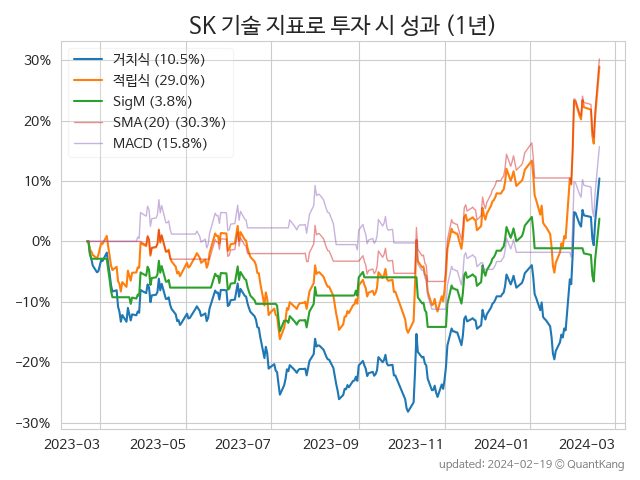 SK 기술 지표로 투자 시 성과 (1년)
거치식 (10.5%)
적립식 (29.0%)
SigM (3.8%)
SMA(20) (30.3%)
MACD (15.8%)
30%
20%
10%
0%
−10%
−20%
−30%
2023-03 2023-05 2023-07 2023-09 2023-11 2024-01 2024-03
updated: 2024-02-19 © QuantKang